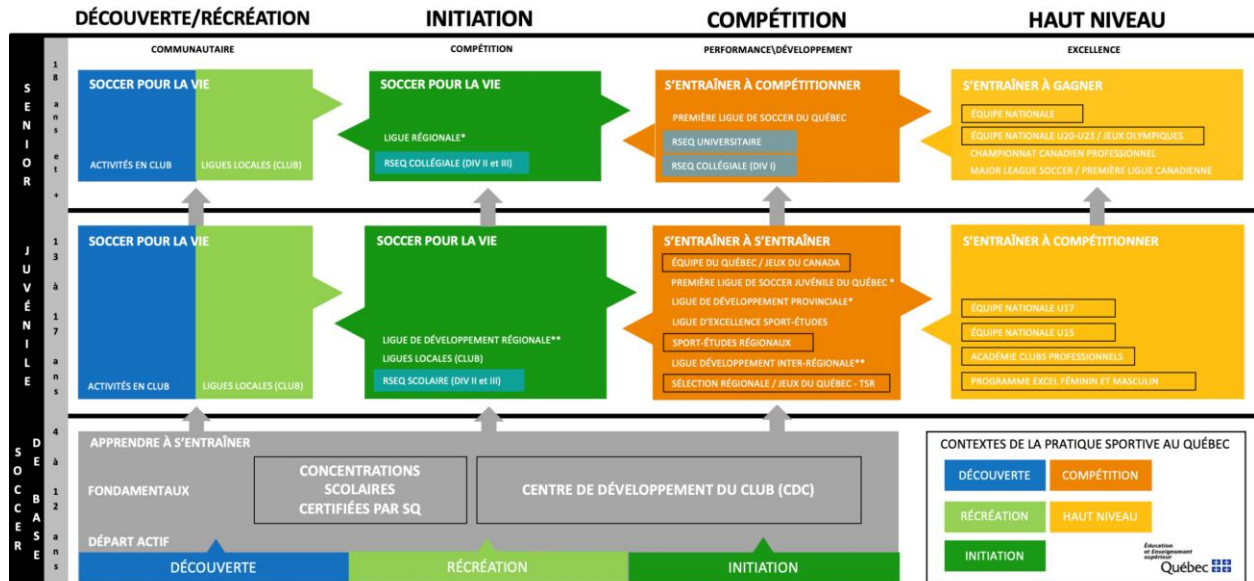 DÉCOUVERTE/RÉCRÉATION
INITIATION
COMPÉTITION
HAUT NIVEAU
COMMUNAUTAIRE
COMPÉTITION
PERFORMANCE\DÉVELOPPEMENT
EXCELLENCE
SENIOR
18 ans et +
SOCCER POUR LA VIE
ACTIVITÉS EN CLUB
LIGUES LOCALES (CLUB)
SOCCER POUR LA VIE
LIGUE RÉGIONALE*
RSEQ COLLÉGIALE (DIV II et III)
S'ENTRAÎNER À COMPÉTITIONNER
PREMIÈRE LIGUE DE SOCCER DU QUÉBEC
RSEQ UNIVERSITAIRE
RSEQ COLLÉGIALE (DIV I)
S'ENTRAÎNER À GAGNER
ÉQUIPE NATIONALE
ÉQUIPE NATIONALE U20-U23 / JEUX OLYMPIQUES
CHAMPIONNAT CANADIEN PROFESSIONNEL
MAJOR LEAGUE SOCCER / PREMIÈRE LIGUE CANADIENNE
JUVÉNILE
13 à 17 ans
SOCCER POUR LA VIE
ACTIVITÉS EN CLUB
LIGUES LOCALES (CLUB)
SOCCER POUR LA VIE
LIGUE DE DÉVELOPPEMENT RÉGIONALE**
LIGUES LOCALES (CLUB)
RSEQ SCOLAIRE (DIV II et III)
S'ENTRAÎNER À S'ENTRAÎNER
ÉQUIPE DU QUÉBEC / JEUX DU CANADA
PREMIÈRE LIGUE DE SOCCER JUVÉNILE DU QUÉBEC *
LIGUE DE DÉVELOPPEMENT PROVINCIALE*
LIGUE D'EXCELLENCE SPORT-ÉTUDES
SPORT-ÉTUDES RÉGIONAUX
LIGUE DÉVELOPPEMENT INTER-RÉGIONALE**
SÉLECTION RÉGIONALE / JEUX DU QUÉBEC - TSR
S'ENTRAÎNER À COMPÉTITIONNER
ÉQUIPE NATIONALE U17
ÉQUIPE NATIONALE U15
ACADÉMIE CLUBS PROFESSIONNELS
PROGRAMME EXCEL FÉMININ ET MASCULIN
SOCCER DE BASE
4 à 12 ans
APPRENDRE À S'ENTRAÎNER
FONDAMENTAUX
DÉPART ACTIF
CONCENTRATIONS
SCOLAIRES
CERTIFIÉES PAR SQ
CENTRE DE DÉVELOPPEMENT DU CLUB (CDC)
DÉCOUVERTE
RÉCRÉATION
INITIATION
CONTEXTES DE LA PRATIQUE SPORTIVE AU QUÉBEC
DÉCOUVERTE
COMPÉTITION
RÉCRÉATION
HAUT NIVEAU
INITIATION
Éducation
et Enseignement
supérieur
Québec